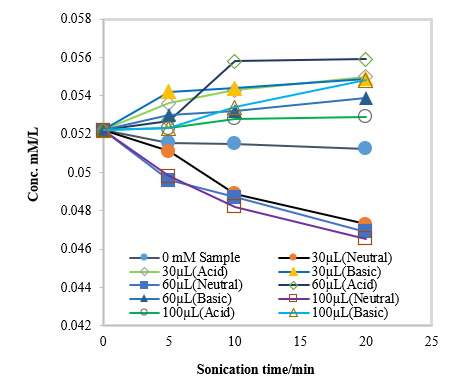 0.058
0.056
0.054
0.052
0.05
0.048
0.046
0.044
0.042
Conc. mM/L
0 mM Sample 30µL(Neutral)
30µL(Acid) 30µL(Basic)
60µL(Neutral) 60µL(Acid)
60µL(Basic) 100µL(Neutral)
100µL(Acid) 100µL(Basic)
0 5 10 15 20 25
Sonication time/min